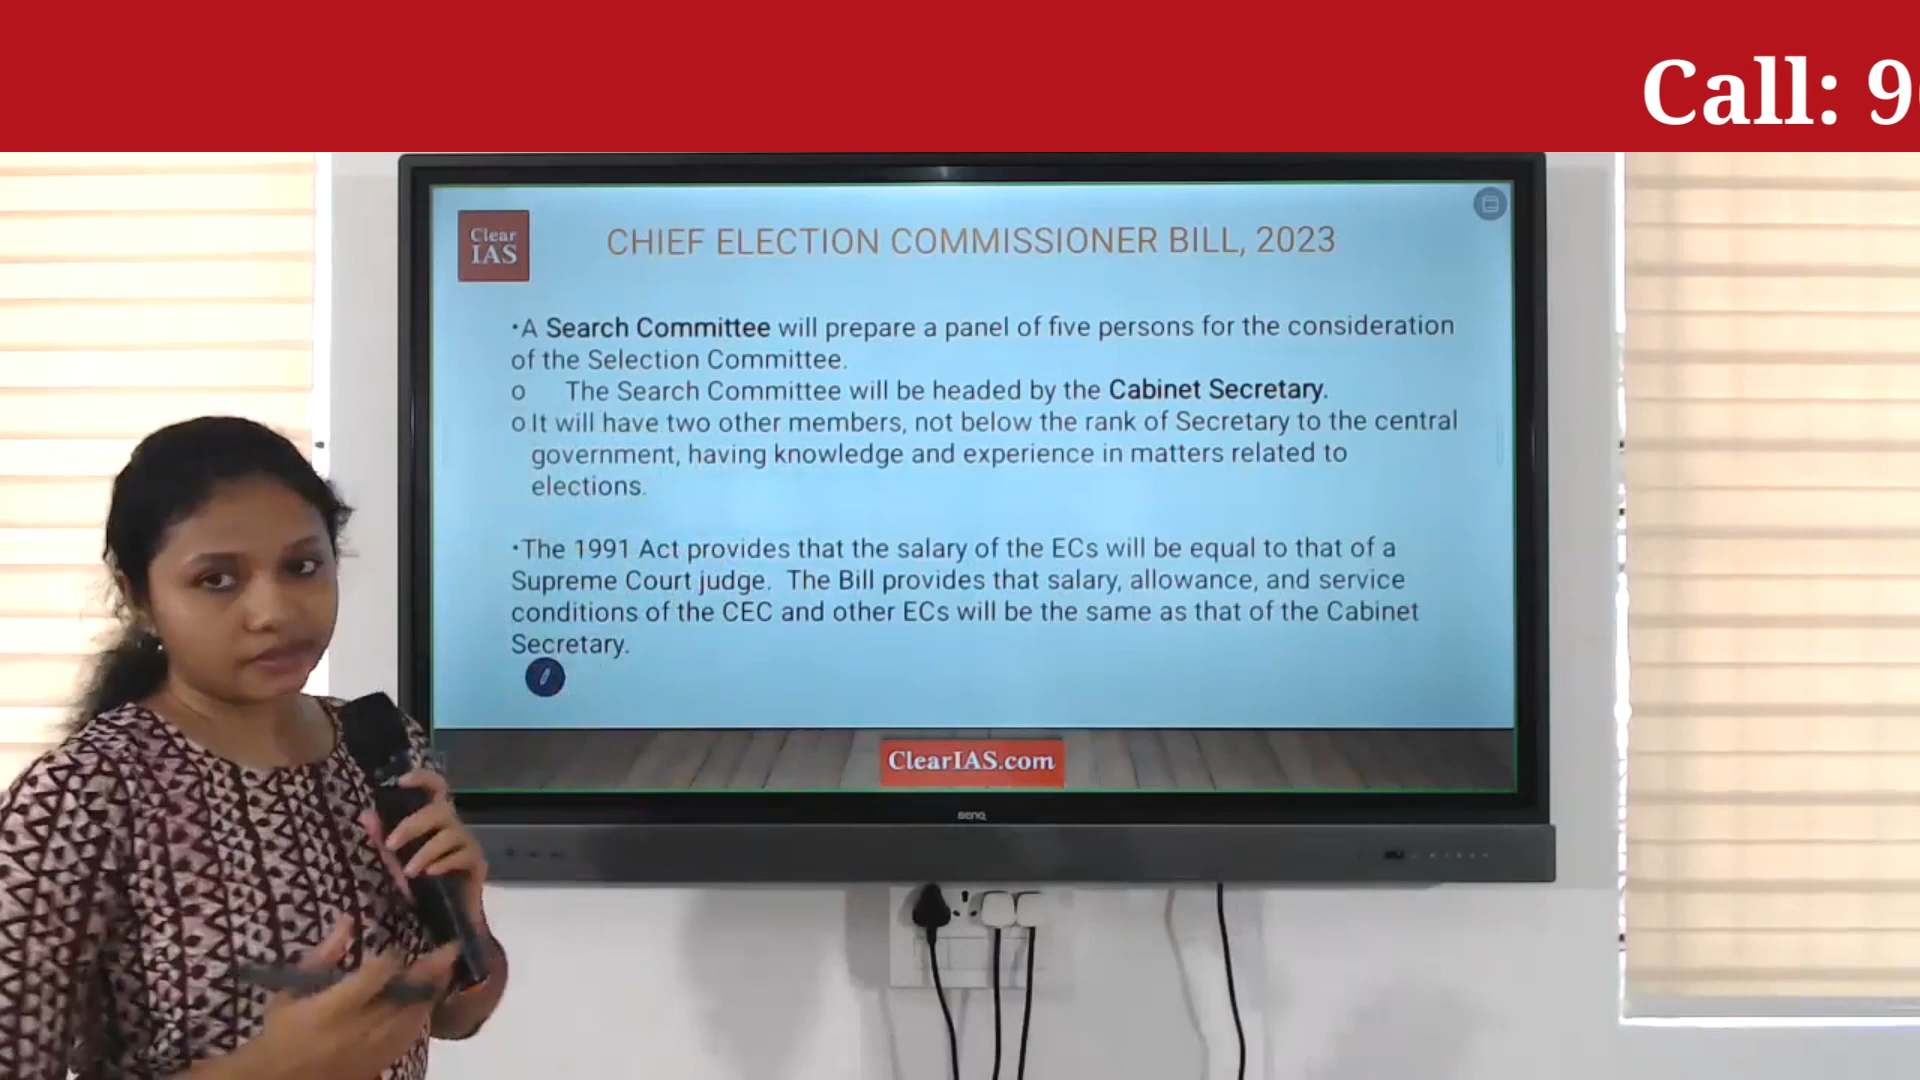 Call: 9
Clear
IAS
CHIEF ELECTION COMMISSIONER BILL, 2023
·A Search Committee will prepare a panel of five persons for the consideration
of the Selection Committee.
o The Search Committee will be headed by the Cabinet Secretary.
o It will have two other members, not below the rank of Secretary to the central
government, having knowledge and experience in matters related to
elections.
·The 1991 Act provides that the salary of the ECs will be equal to that of a
Supreme Court judge. The Bill provides that salary, allowance, and service
conditions of the CEC and other ECs will be the same as that of the Cabinet
Secretary.
ClearIAS.com
BenQ